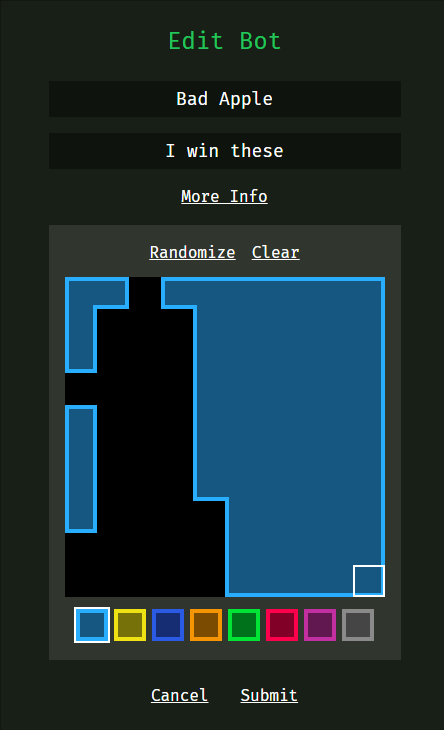 Edit Bot
Bad Apple
I win these
More Info
Randomize Clear
Cancel Submit